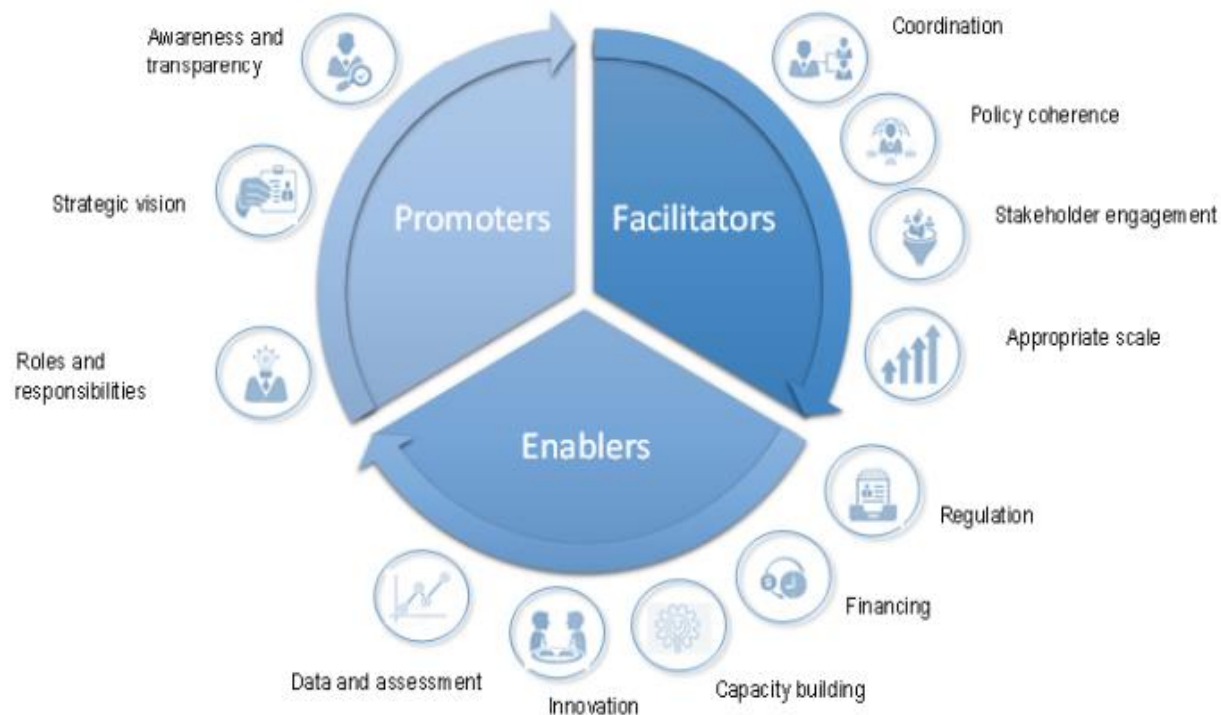 Awareness and
transparency
Strategic vision
Roles and
responsibilities
Promoters
Facilitators
Enablers
Coordination
Policy coherence
Stakeholder engagement
Appropriate scale
Regulation
Financing
Capacity building
Innovation
Data and assessment